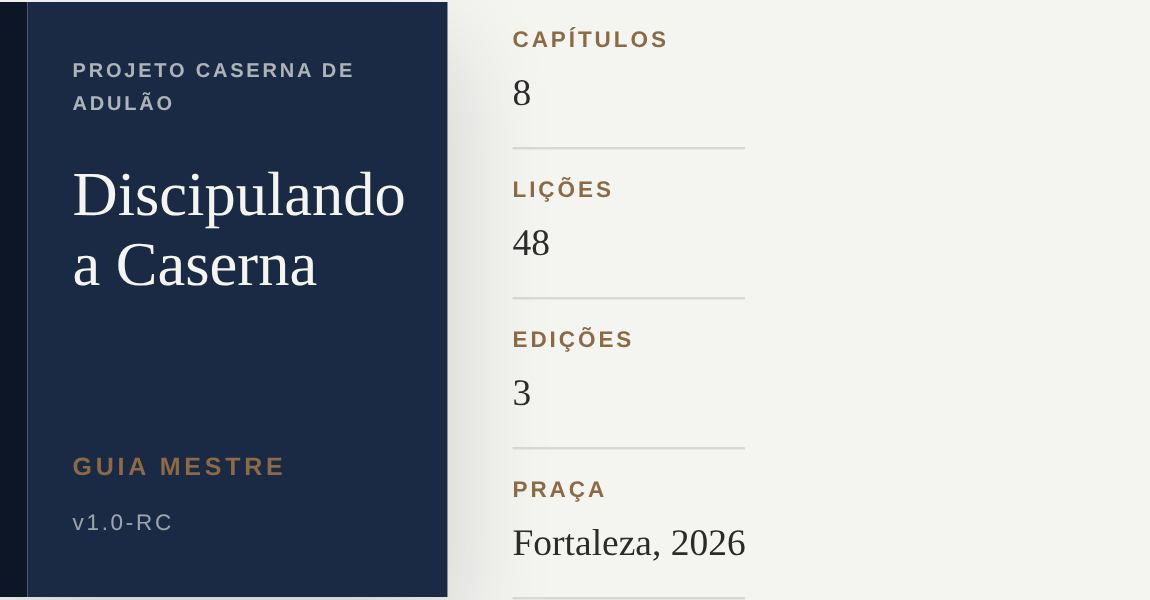 PROJETO CASERNA DE
ADULÃO
Discipulando
a Caserna
GUIA MESTRE
v1.0-RC
CAPÍTULOS
8
LIÇÕES
48
EDIÇÕES
3
PRAÇA
Fortaleza, 2026